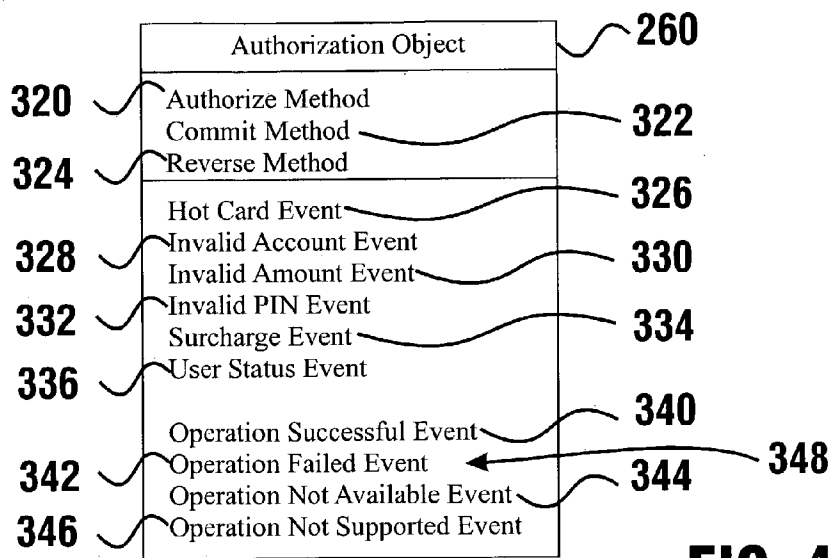 Authorization Object 260
320 Authorize Method
Commit Method 322
324 Reverse Method
Hot Card Event 326
328 Invalid Account Event
Invalid Amount Event 330
332 Invalid PIN Event
Surcharge Event 334
336 User Status Event
Operation Successful Event 340
342 Operation Failed Event 348
Operation Not Available Event 344
346 Operation Not Supported Event
FIG. 4